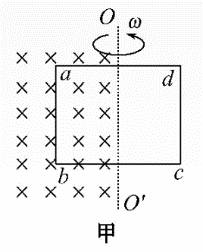 O ω
× × × ×
a d
× × × ×
× × × ×
× × × ×
b c
× × × ×
O'
甲